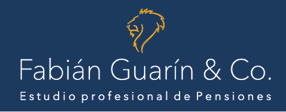 Fabián Guarín & Co.
Estudio profesional de Pensiones